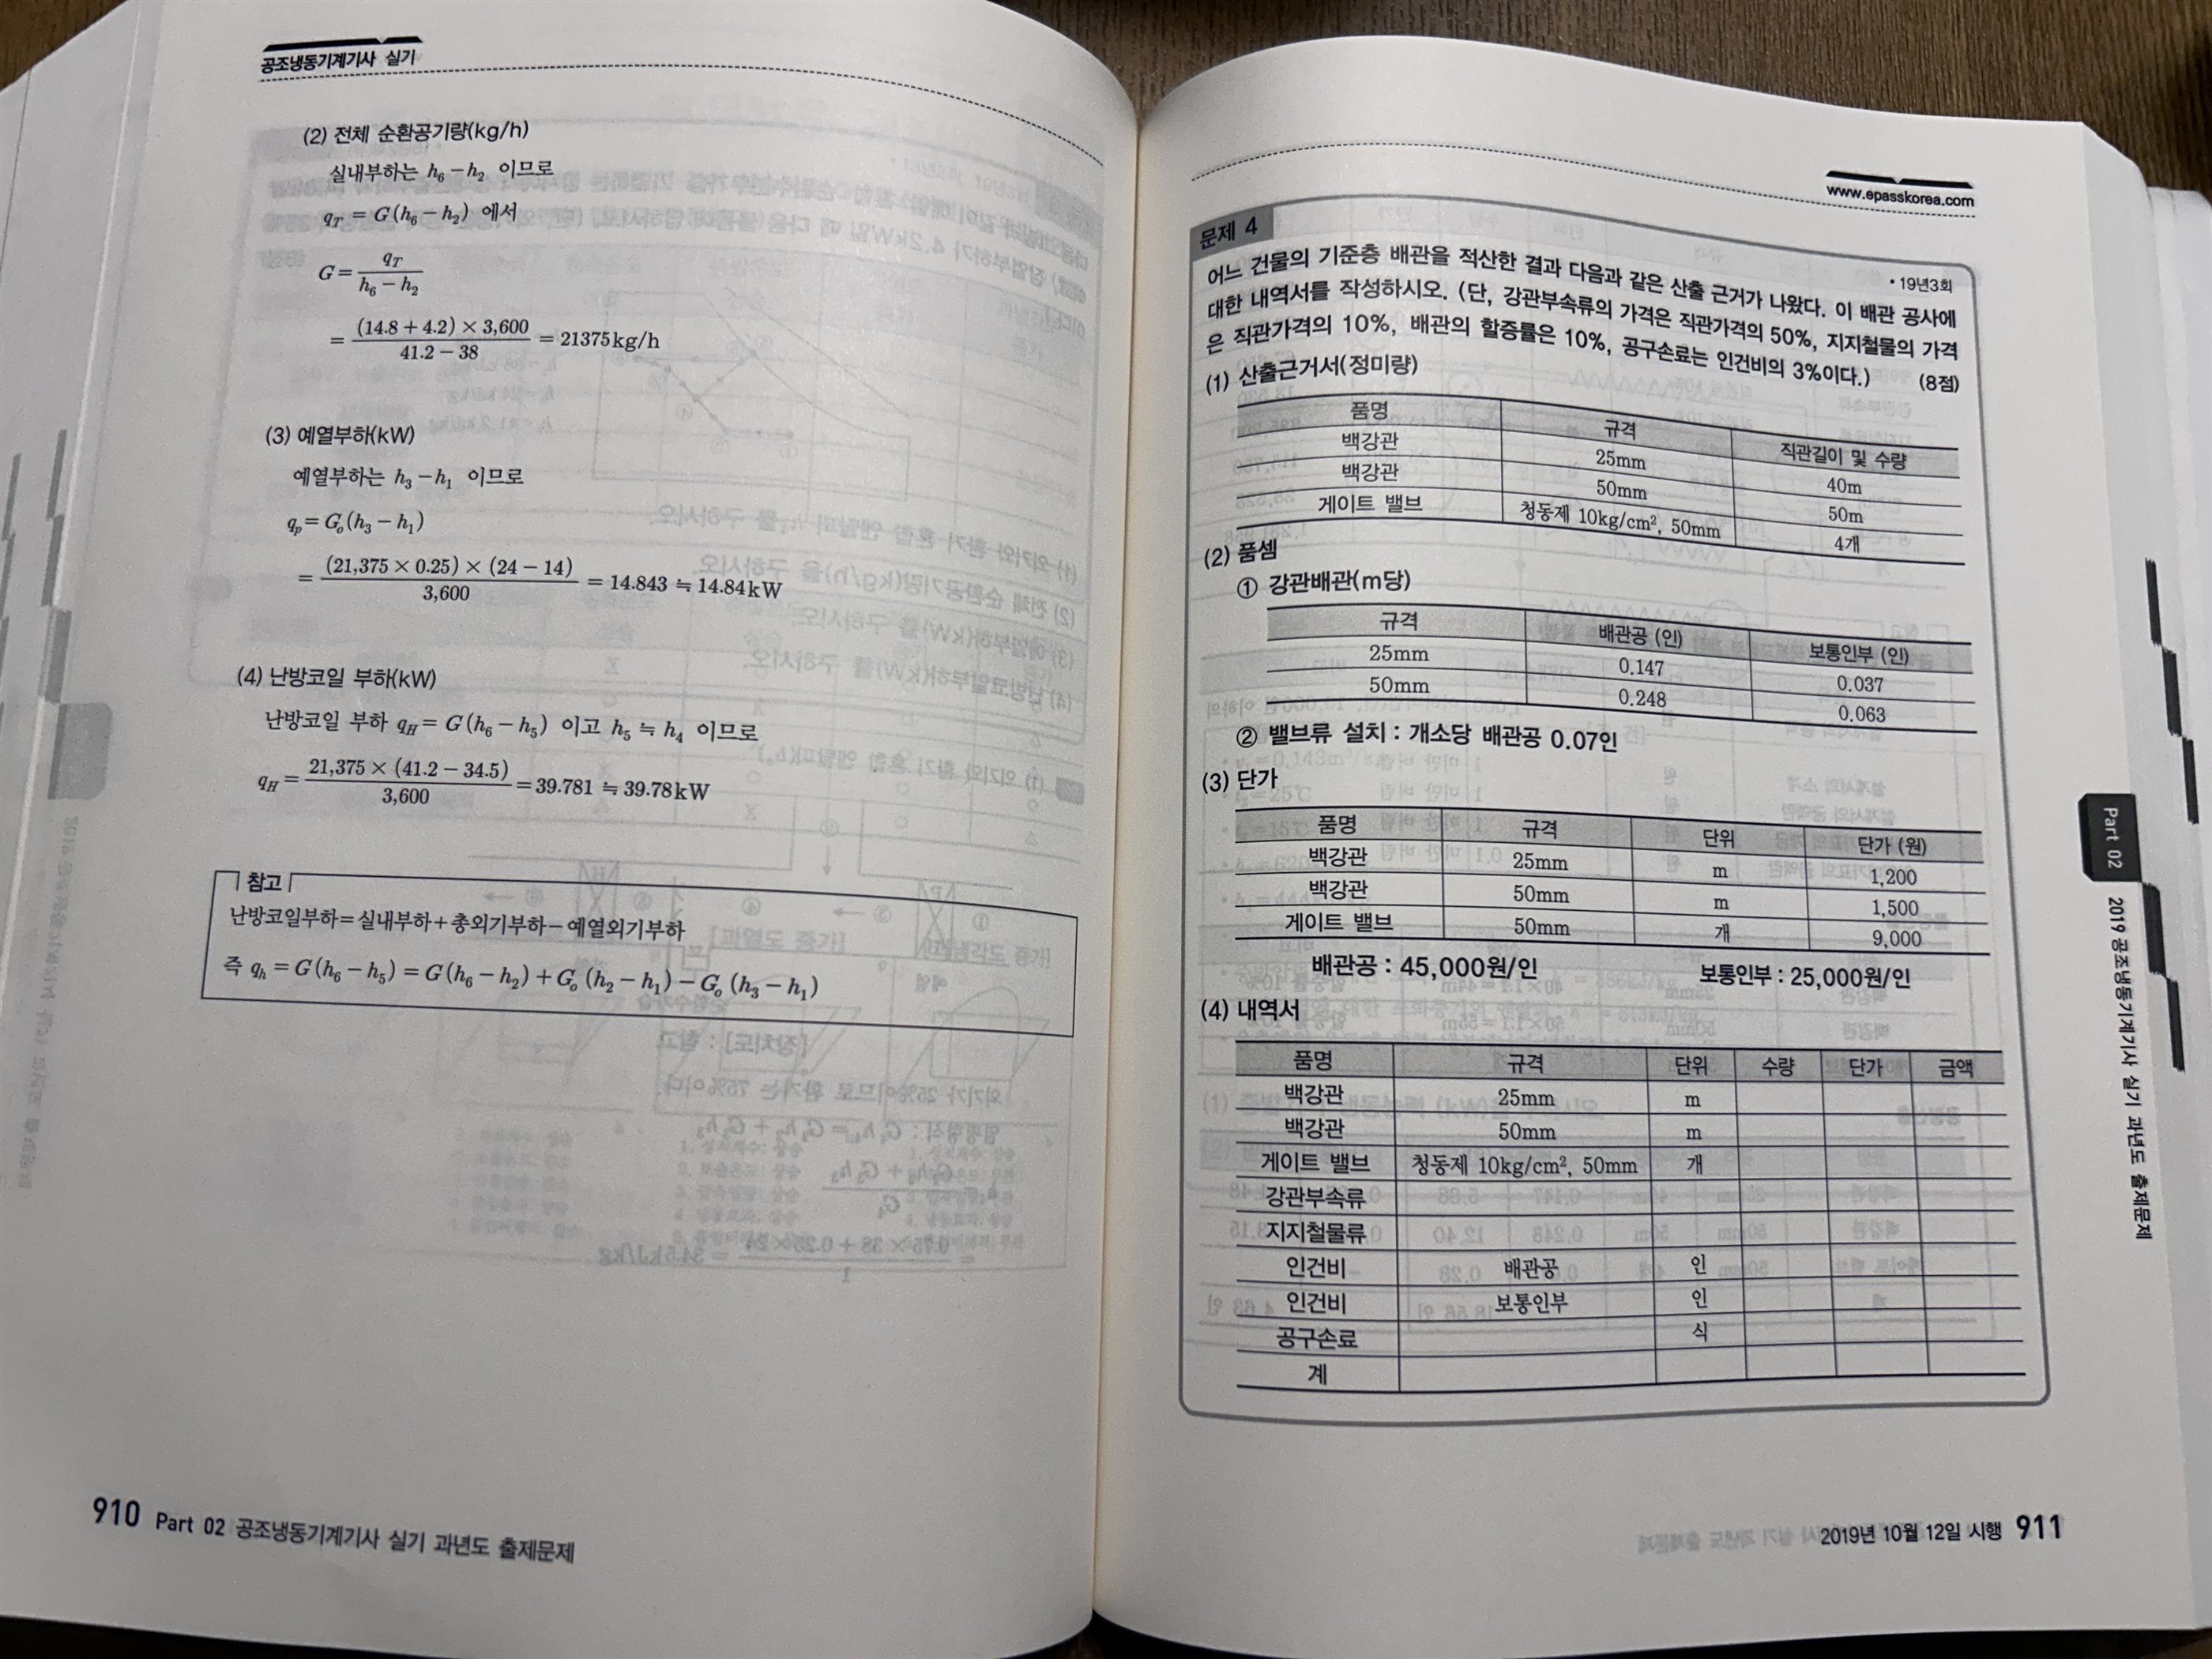 공조냉동기계기사 실기
(2) 전체 순환공기량(kg/h)
실내부하는 h₆ − h₂ 이므로
q_T = G(h₆ − h₂) 에서
G = q_T / (h₆ − h₂)
= (14.8 + 4.2) × 3,600 / (41.2 − 38) = 21375kg/h
(3) 예열부하(kW)
예열부하는 h₃ − h₁ 이므로
q_p = G_o(h₃ − h₁)
= (21,375 × 0.25) × (24 − 14) / 3,600 = 14.843 ≒ 14.84kW
(4) 난방코일 부하(kW)
난방코일 부하 q_H = G(h₆ − h₅) 이고 h₅ ≒ h₄ 이므로
q_H = 21,375 × (41.2 − 34.5) / 3,600 = 39.781 ≒ 39.78kW
참고
난방코일부하 = 실내부하 + 총외기부하 − 예열외기부하
즉 q_h = G(h₆ − h₅) = G(h₆ − h₂) + G_o(h₂ − h₁) − G_o(h₃ − h₁)
910 Part 02 공조냉동기계기사 실기 과년도 출제문제
www.epasskorea.com
문제 4
• 19년3회
어느 건물의 기준층 배관을 적산한 결과 다음과 같은 산출 근거가 나왔다. 이 배관 공사에
대한 내역서를 작성하시오. (단, 강관부속류의 가격은 직관가격의 50%, 지지철물의 가격
은 직관가격의 10%, 배관의 할증률은 10%, 공구손료는 인건비의 3%이다.) (8점)
(1) 산출근거서(정미량)
품명 규격 직관길이 및 수량
백강관 25mm 40m
백강관 50mm 50m
게이트 밸브 청동제 10kg/cm², 50mm 4개
(2) 품셈
① 강관배관(m당)
규격 배관공 (인) 보통인부 (인)
25mm 0.147 0.037
50mm 0.248 0.063
② 밸브류 설치 : 개소당 배관공 0.07인
(3) 단가
품명 규격 단위 단가 (원)
백강관 25mm m 1,200
백강관 50mm m 1,500
게이트 밸브 50mm 개 9,000
배관공 : 45,000원/인 보통인부 : 25,000원/인
(4) 내역서
품명 규격 단위 수량 단가 금액
백강관 25mm m
백강관 50mm m
게이트 밸브 청동제 10kg/cm², 50mm 개
강관부속류
지지철물류
인건비 배관공 인
인건비 보통인부 인
공구손료 식
계
Part 02
2019 공조냉동기계기사 실기 과년도 출제문제
2019년 10월 12일 시행 911